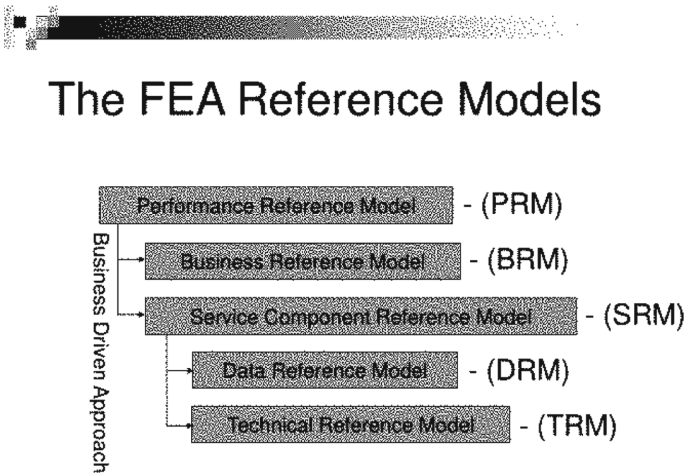 The FEA Reference Models
Performance Reference Model - (PRM)
Business Reference Model - (BRM)
Service Component Reference Model - (SRM)
Data Reference Model - (DRM)
Technical Reference Model - (TRM)
Business Driven Approach